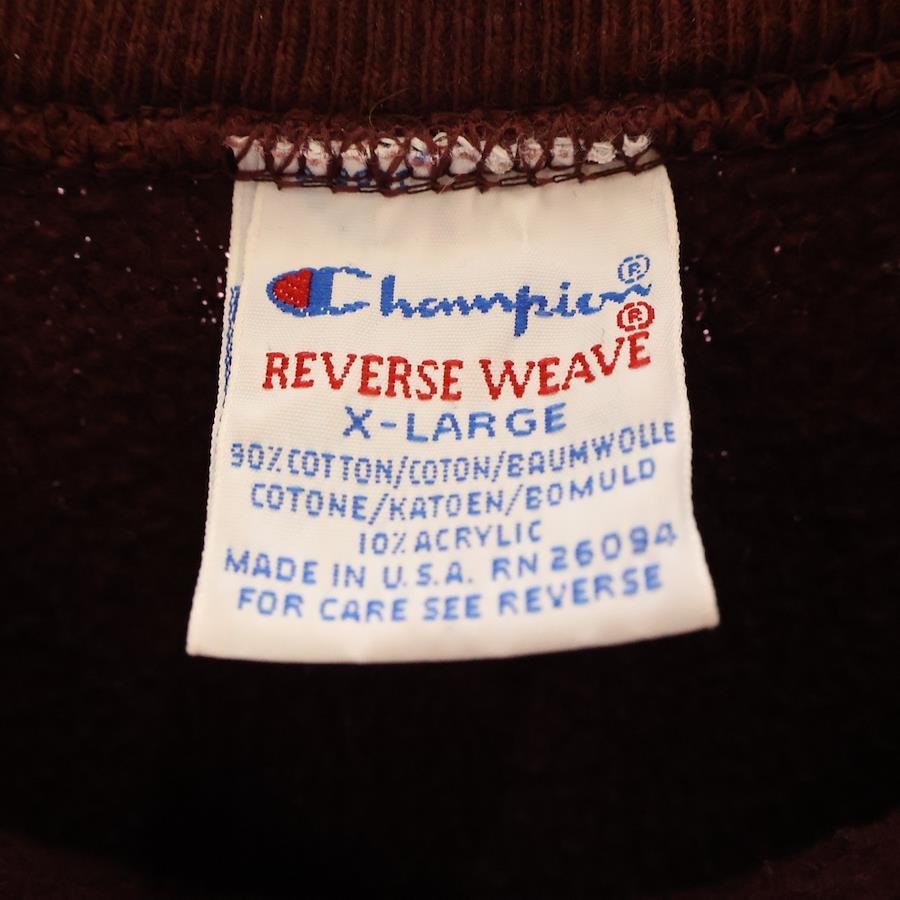 Champion®
REVERSE WEAVE®
X-LARGE
90% COTTON/COTON/BAUMWOLLE
COTONE/KATOEN/BOMULD
10% ACRYLIC
MADE IN U.S.A. RN 26094
FOR CARE SEE REVERSE